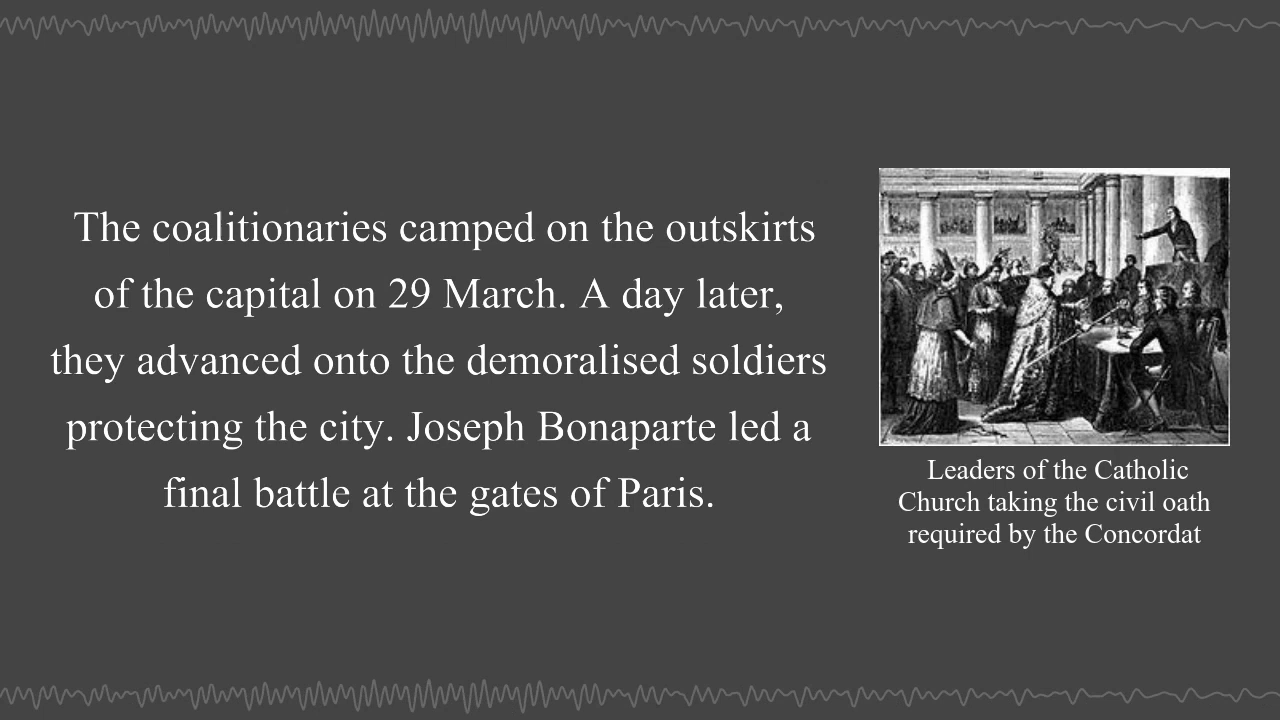 The coalitionaries camped on the outskirts
of the capital on 29 March. A day later,
they advanced onto the demoralised soldiers
protecting the city. Joseph Bonaparte led a
final battle at the gates of Paris.
Leaders of the Catholic
Church taking the civil oath
required by the Concordat